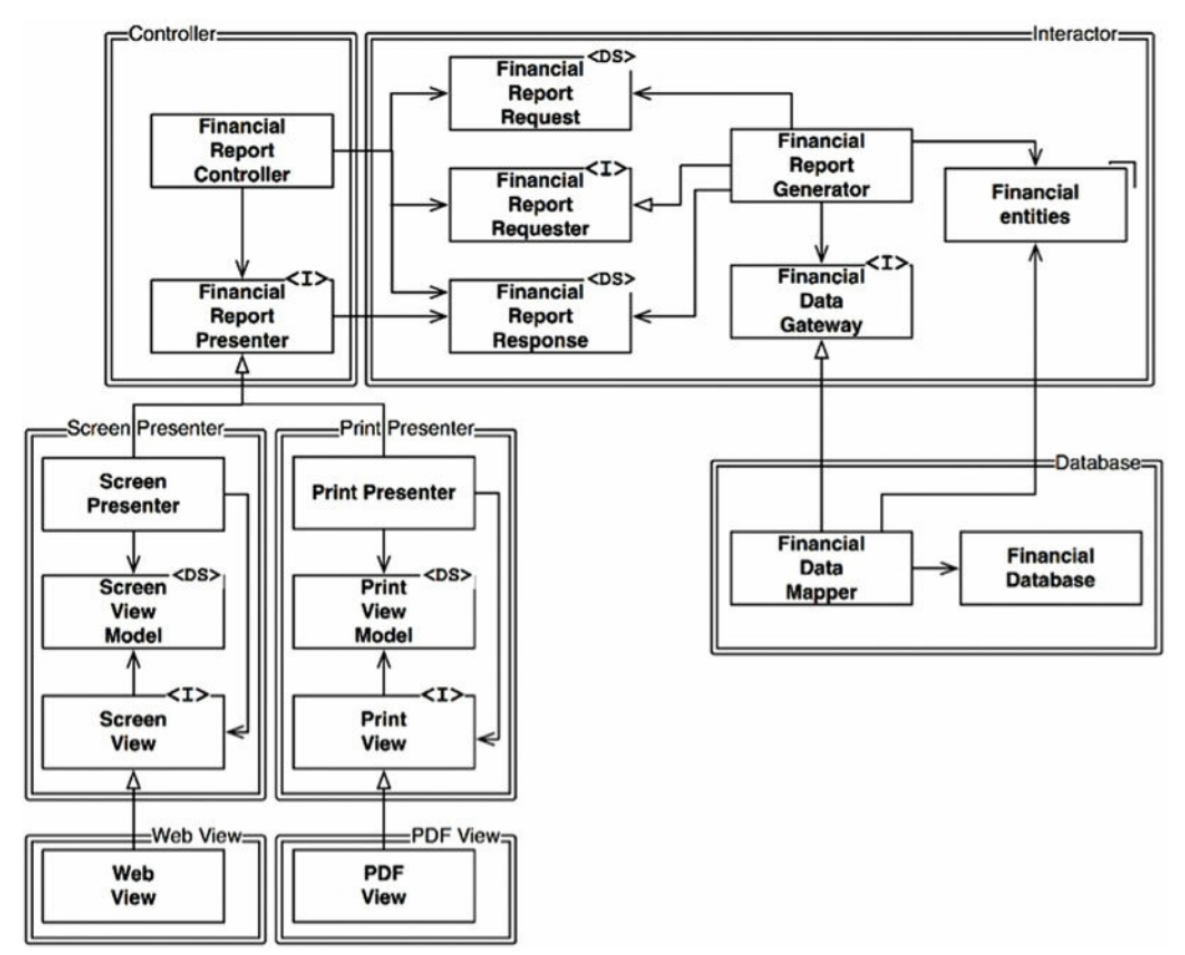 Controller
Interactor
<DS>
Financial
Report
Request
Financial
Report
Controller
Financial
Report
Generator
<I>
Financial
Report
Requester
Financial
entities
<I>
Financial
Report
Presenter
<DS>
Financial
Report
Response
<I>
Financial
Data
Gateway
Screen Presenter
Print Presenter
Database
Screen
Presenter
Print Presenter
Financial
Data
Mapper
Financial
Database
<DS>
Screen
View
Model
<DS>
Print
View
Model
<I>
Screen
View
<I>
Print
View
Web View
PDF View
Web
View
PDF
View